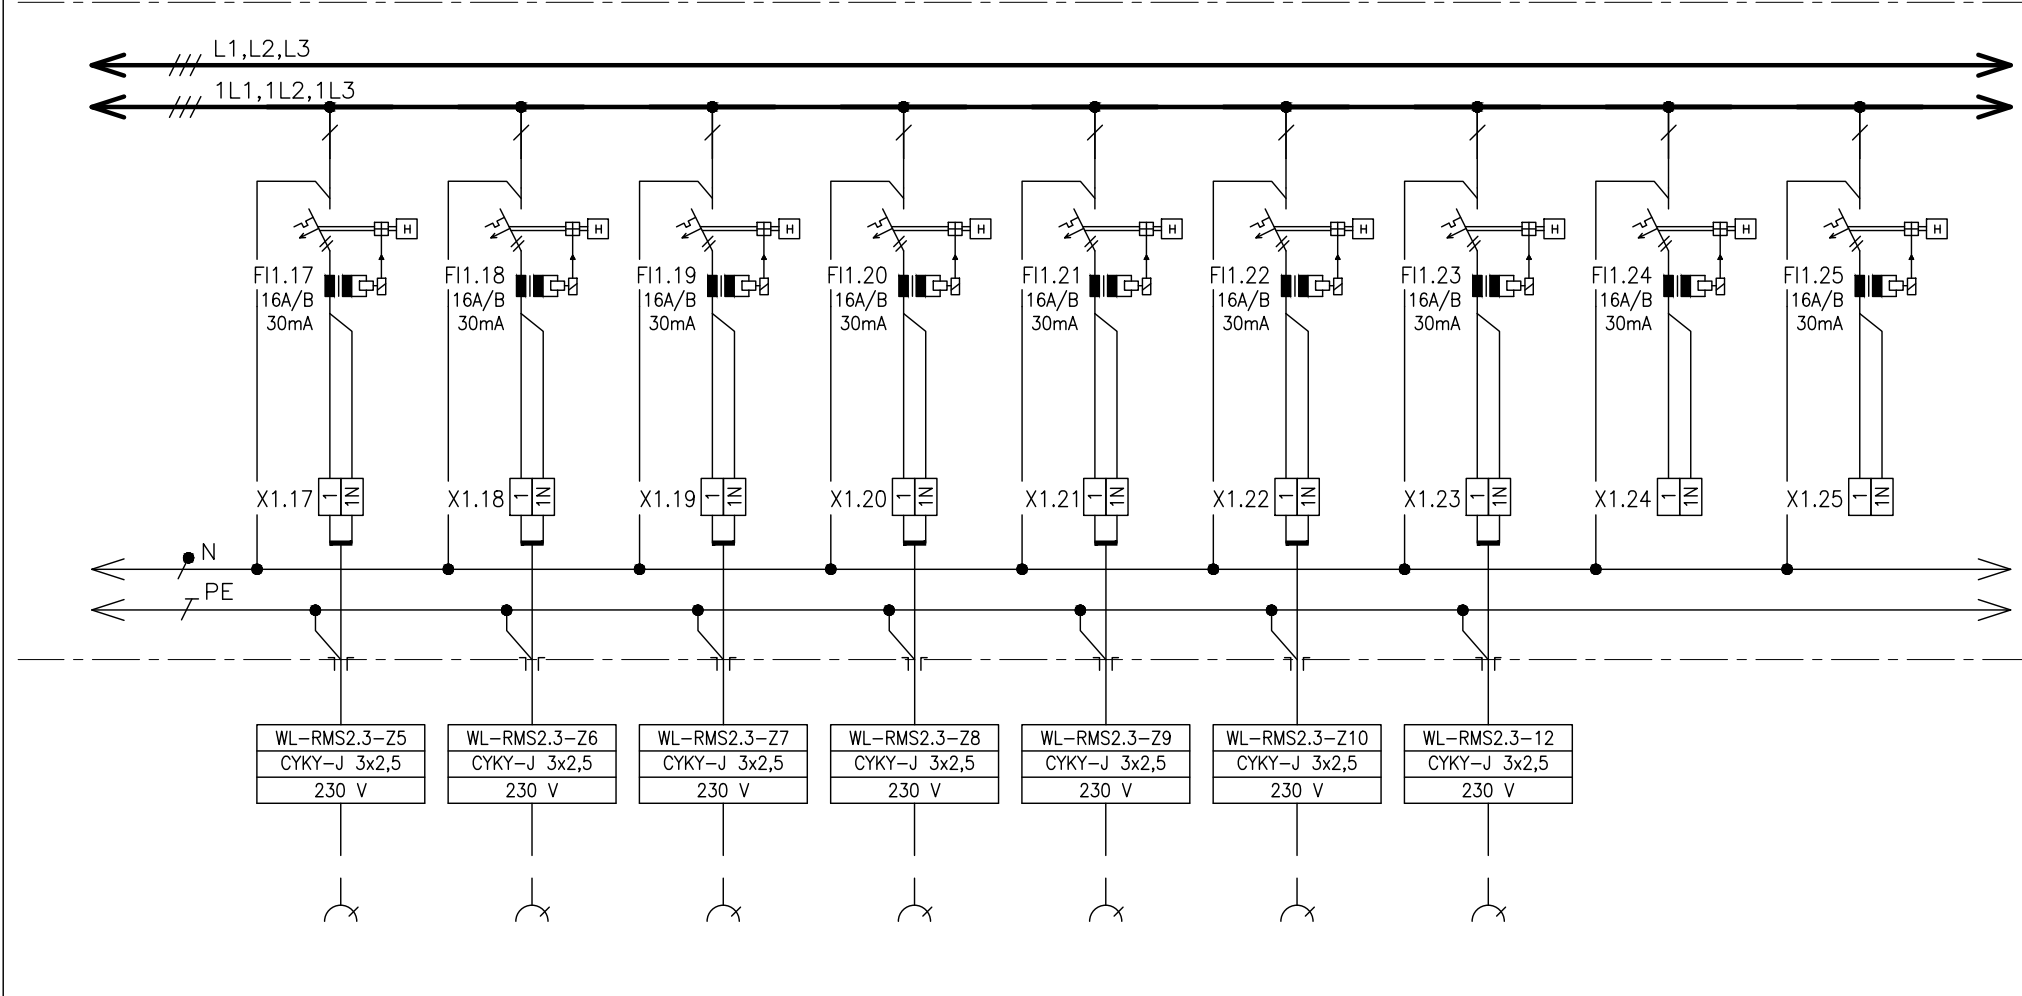 L1,L2,L3
1L1,1L2,1L3
H H H H H H H H H
FI1.17 FI1.18 FI1.19 FI1.20 FI1.21 FI1.22 FI1.23 FI1.24 FI1.25
16A/B 16A/B 16A/B 16A/B 16A/B 16A/B 16A/B 16A/B 16A/B
30mA 30mA 30mA 30mA 30mA 30mA 30mA 30mA 30mA
X1.17 1 1N X1.18 1 1N X1.19 1 1N X1.20 1 1N X1.21 1 1N X1.22 1 1N X1.23 1 1N X1.24 1 1N X1.25 1 1N
N
PE
WL-RMS2.3-Z5 WL-RMS2.3-Z6 WL-RMS2.3-Z7 WL-RMS2.3-Z8 WL-RMS2.3-Z9 WL-RMS2.3-Z10 WL-RMS2.3-12
CYKY-J 3x2,5 CYKY-J 3x2,5 CYKY-J 3x2,5 CYKY-J 3x2,5 CYKY-J 3x2,5 CYKY-J 3x2,5 CYKY-J 3x2,5
230 V 230 V 230 V 230 V 230 V 230 V 230 V